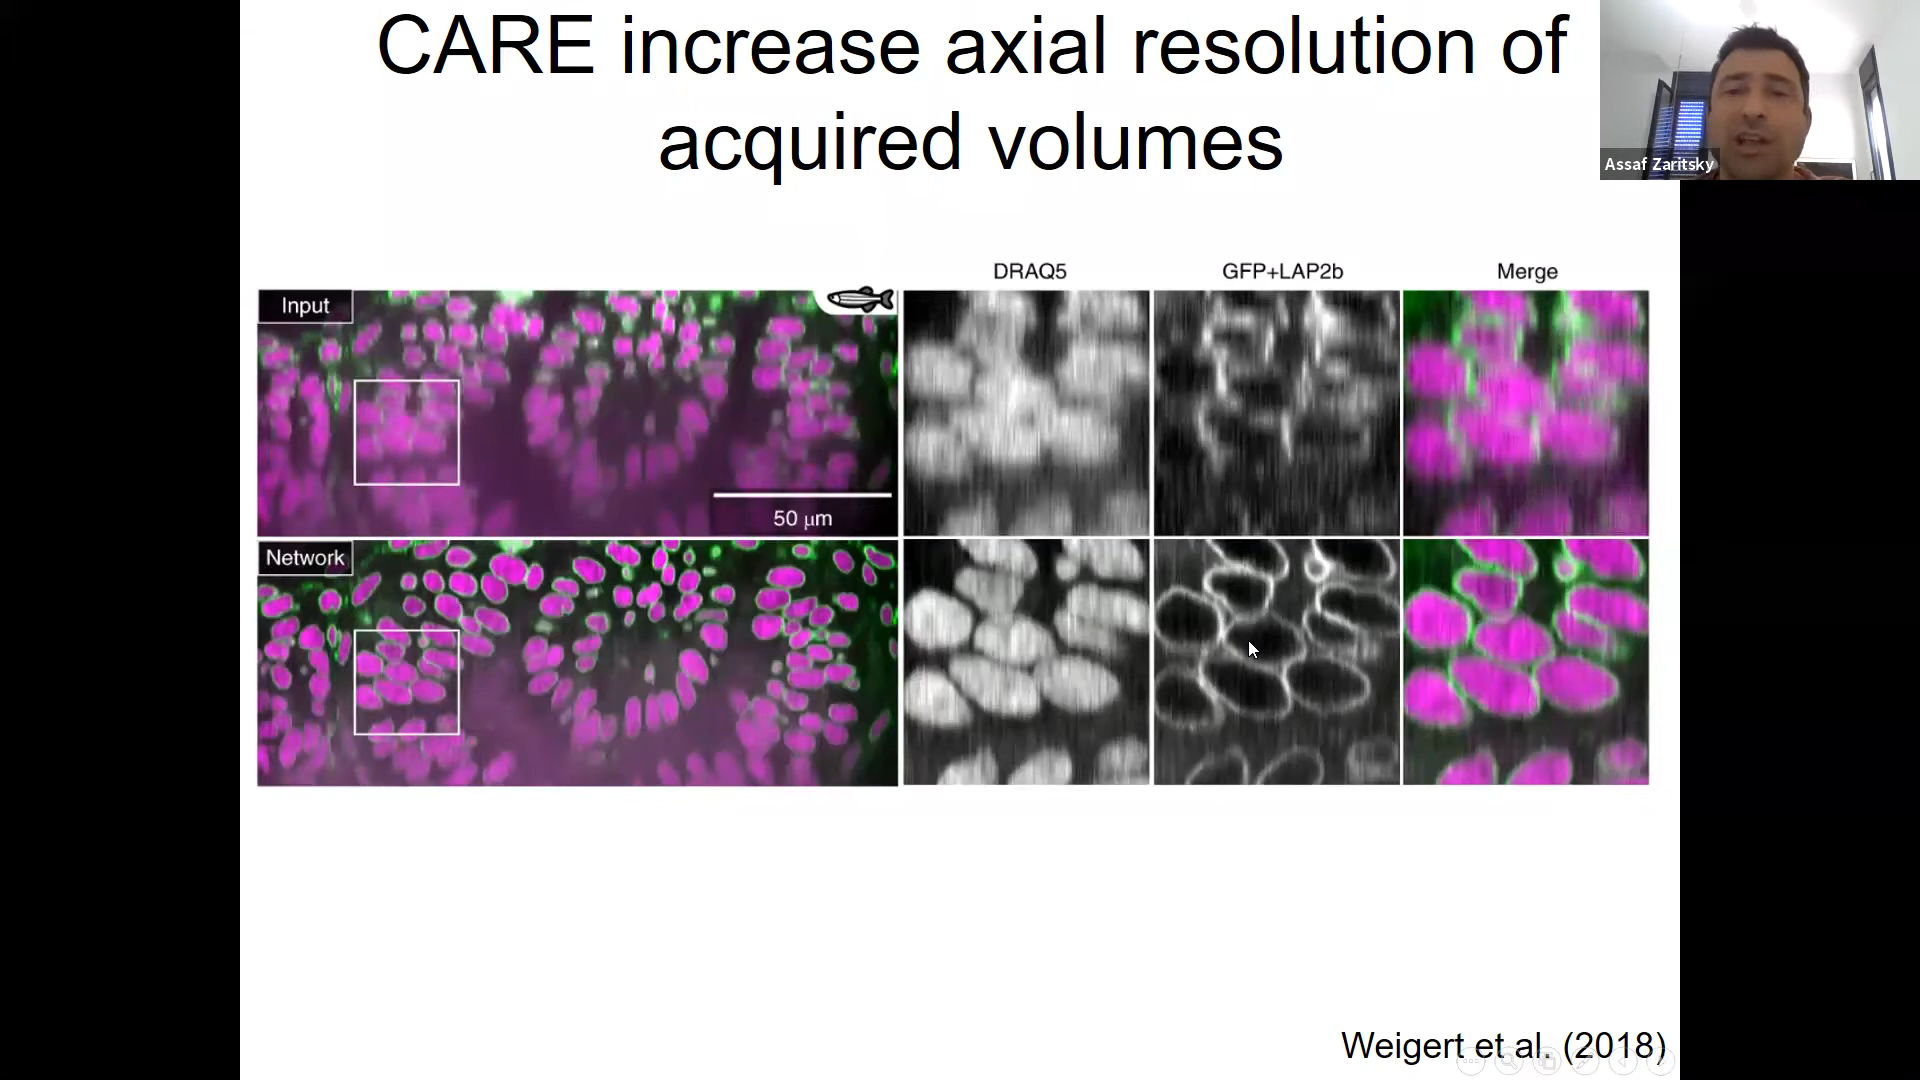 CARE increase axial resolution of
acquired volumes
Assaf Zaritsky
DRAQ5
GFP+LAP2b
Merge
Input
50 μm
Network
Weigert et al. (2018)